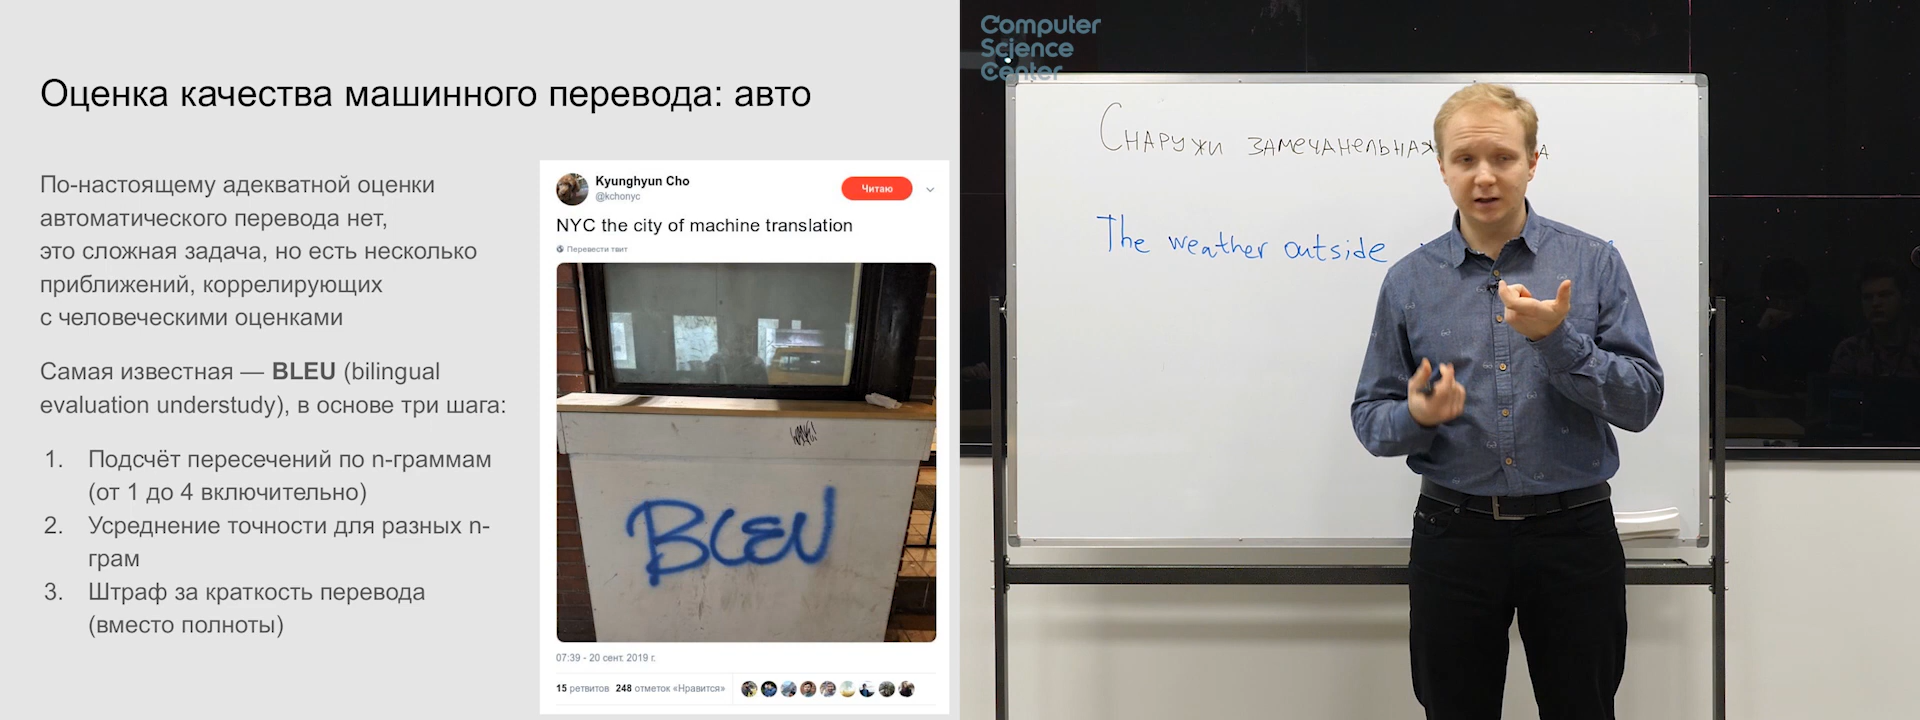 Оценка качества машинного перевода: авто
По-настоящему адекватной оценки
автоматического перевода нет,
это сложная задача, но есть несколько
приближений, коррелирующих
с человеческими оценками
Самая известная — BLEU (bilingual
evaluation understudy), в основе три шага:
1. Подсчёт пересечений по n-граммам
(от 1 до 4 включительно)
2. Усреднение точности для разных n-
грам
3. Штраф за краткость перевода
(вместо полноты)
Kyunghyun Cho
@kchonyc
Читаю
NYC the city of machine translation
Перевести твит
BLEU
07:39 - 20 сент. 2019 г.
15 ретвитов 248 отметок «Нравится»
Computer
Science
Center
Снаружи замечанельная
The weather outside